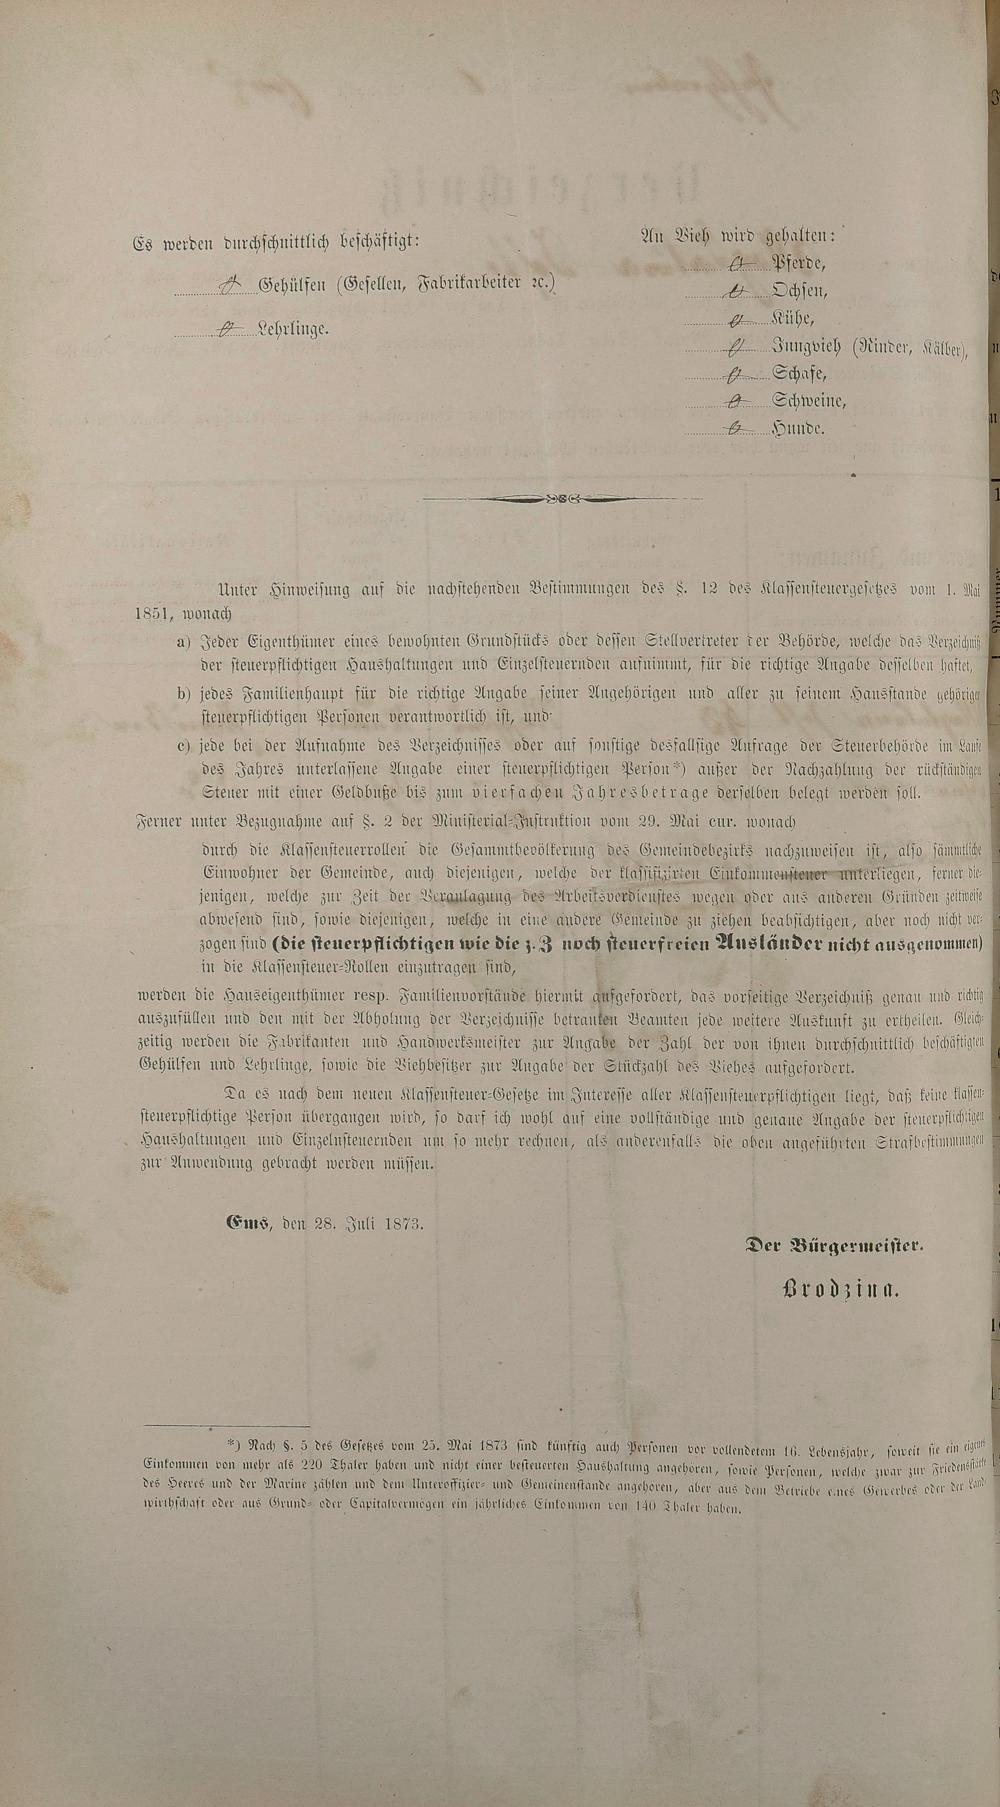 Es werden durchschnittlich beschäftigt:
0 Gehülfen (Gesellen, Fabrikarbeiter ꝛc.)
0 Lehrlinge.
An Vieh wird gehalten:
0 Pferde,
0 Ochsen,
0 Kühe,
0 Jungvieh (Rinder, Kälber),
0 Schafe,
0 Schweine,
0 Hunde.
Unter Hinweisung auf die nachstehenden Bestimmungen des §. 12 des Klassensteuergesetzes vom 1. Mai
1851, wonach
a) Jeder Eigenthümer eines bewohnten Grundstücks oder dessen Stellvertreter der Behörde, welche das Verzeichniß
der steuerpflichtigen Haushaltungen und Einzelsteuernden aufnimmt, für die richtige Angabe desselben haftet,
b) jedes Familienhaupt für die richtige Angabe seiner Angehörigen und aller zu seinem Hausstande gehörigen
steuerpflichtigen Personen verantwortlich ist, und
c) jede bei der Aufnahme des Verzeichnisses oder auf sonstige desfallsige Anfrage der Steuerbehörde im Laufe
des Jahres unterlassene Angabe einer steuerpflichtigen Person*) außer der Nachzahlung der rückständigen
Steuer mit einer Geldbuße bis zum vierfachen Jahresbetrage derselben belegt werden soll.
Ferner unter Bezugnahme auf §. 2 der Ministerial-Instruktion vom 29. Mai cur. wonach
durch die Klassensteuerrollen die Gesammtbevölkerung des Gemeindebezirks nachzuweisen ist, also sämmtliche
Einwohner der Gemeinde, auch diejenigen, welche der klassifizirten Einkommensteuer unterliegen, ferner die-
jenigen, welche zur Zeit der Veranlagung des Arbeitsverdienstes wegen oder aus anderen Gründen zeitweise
abwesend sind, sowie diejenigen, welche in eine andere Gemeinde zu ziehen beabsichtigen, aber noch nicht ver-
zogen sind (die steuerpflichtigen wie die z. Z noch steuerfreien Ausländer nicht ausgenommen)
in die Klassensteuer-Rollen einzutragen sind,
werden die Hauseigenthümer resp. Familienvorstände hiermit aufgefordert, das vorseitige Verzeichniß genau und richtig
auszufüllen und den mit der Abholung der Verzeichnisse betrauten Beamten jede weitere Auskunft zu ertheilen. Gleich-
zeitig werden die Fabrikanten und Handwerksmeister zur Angabe der Zahl der von ihnen durchschnittlich beschäftigten
Gehülfen und Lehrlinge, sowie die Viehbesitzer zur Angabe der Stückzahl des Viehes aufgefordert.
Da es nach dem neuen Klassensteuer-Gesetze im Interesse aller Klassensteuerpflichtigen liegt, daß keine klassen-
steuerpflichtige Person übergangen wird, so darf ich wohl auf eine vollständige und genaue Angabe der steuerpflichtigen
Haushaltungen und Einzelnsteuernden um so mehr rechnen, als anderenfalls die oben angeführten Strafbestimmungen
zur Anwendung gebracht werden müssen.
Ems, den 28. Juli 1873.
Der Bürgermeister.
Brodzina.
*) Nach §. 5 des Gesetzes vom 25. Mai 1873 sind künftig auch Personen vor vollendetem 16. Lebensjahr, soweit sie ein eigenes
Einkommen von mehr als 220 Thaler haben und nicht einer besteuerten Haushaltung angehören, sowie Personen, welche zwar zur Friedensstärke
des Heeres und der Marine zählen und dem Unteroffizier- und Gemeinenstande angehören, aber aus dem Betriebe eines Gewerbes oder der Land-
wirthschaft oder aus Grund- oder Capitalvermögen ein jährliches Einkommen von 140 Thaler haben.